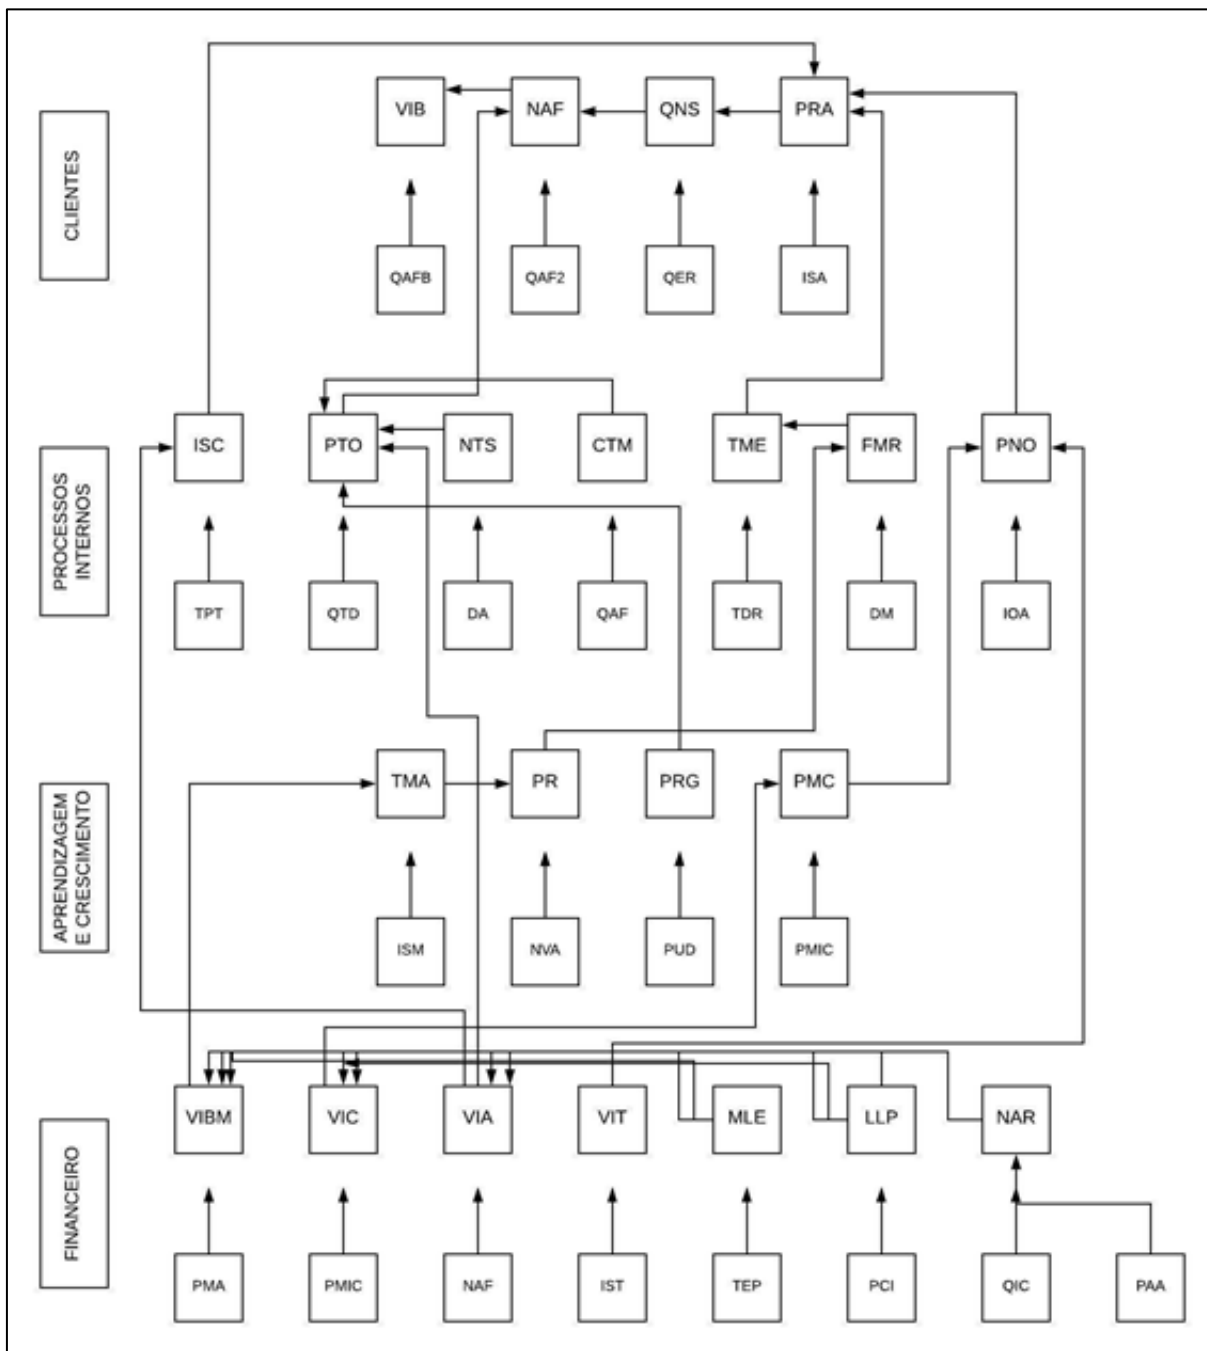 VIB NAF QNS PRA
CLIENTES
QAFB QAF2 QER ISA
ISC PTO NTS CTM TME FMR PNO
PROCESSOS
INTERNOS
TPT QTD DA QAF TDR DM IOA
TMA PR PRG PMC
APRENDIZAGEM
E CRESCIMENTO
ISM NVA PUD PMIC
VIBM VIC VIA VIT MLE LLP NAR
FINANCEIRO
PMA PMIC NAF IST TEP PCI QIC PAA